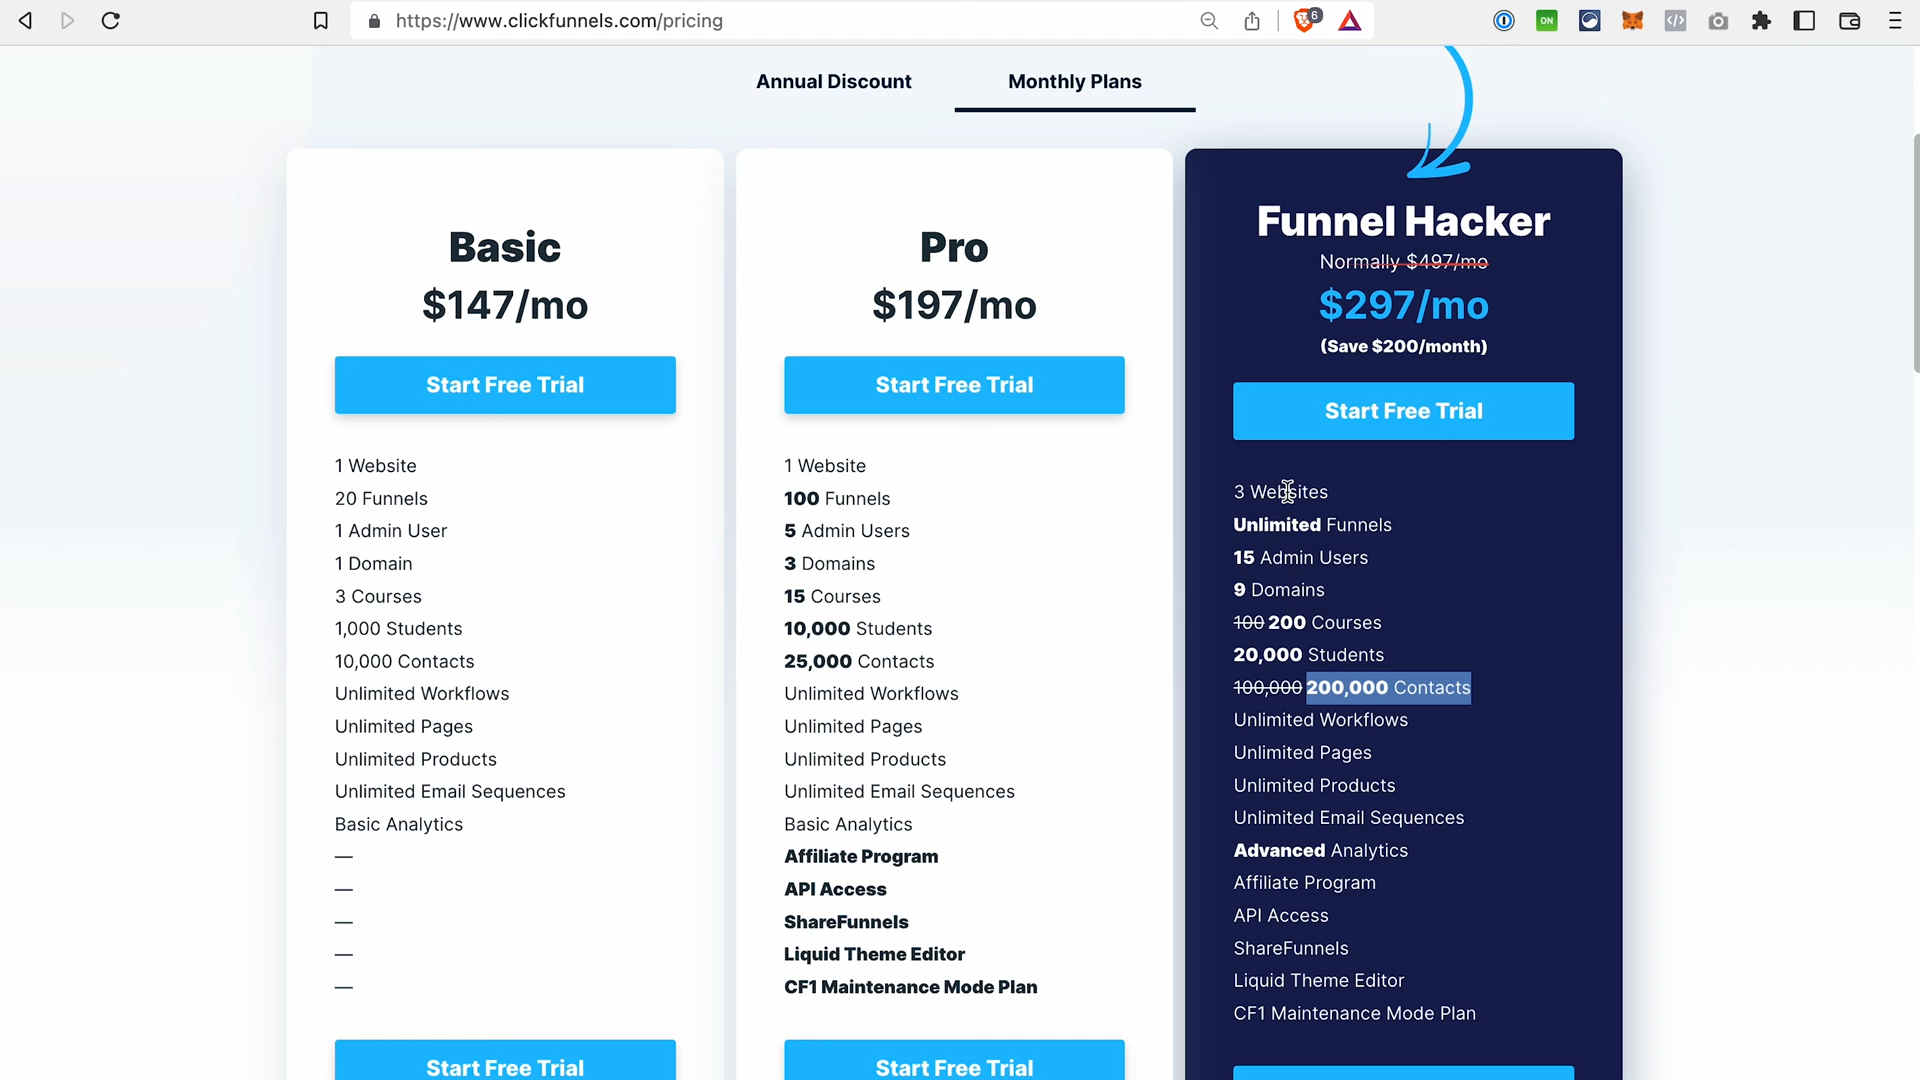 https://www.clickfunnels.com/pricing
6
ON
Annual Discount
Monthly Plans
Basic
$147/mo
Start Free Trial
1 Website
20 Funnels
1 Admin User
1 Domain
3 Courses
1,000 Students
10,000 Contacts
Unlimited Workflows
Unlimited Pages
Unlimited Products
Unlimited Email Sequences
Basic Analytics
—
—
—
—
—
Start Free Trial
Pro
$197/mo
Start Free Trial
1 Website
100 Funnels
5 Admin Users
3 Domains
15 Courses
10,000 Students
25,000 Contacts
Unlimited Workflows
Unlimited Pages
Unlimited Products
Unlimited Email Sequences
Basic Analytics
Affiliate Program
API Access
ShareFunnels
Liquid Theme Editor
CF1 Maintenance Mode Plan
Start Free Trial
Funnel Hacker
Normally $497/mo
$297/mo
(Save $200/month)
Start Free Trial
3 Websites
Unlimited Funnels
15 Admin Users
9 Domains
100 200 Courses
20,000 Students
100,000 200,000 Contacts
Unlimited Workflows
Unlimited Pages
Unlimited Products
Unlimited Email Sequences
Advanced Analytics
Affiliate Program
API Access
ShareFunnels
Liquid Theme Editor
CF1 Maintenance Mode Plan